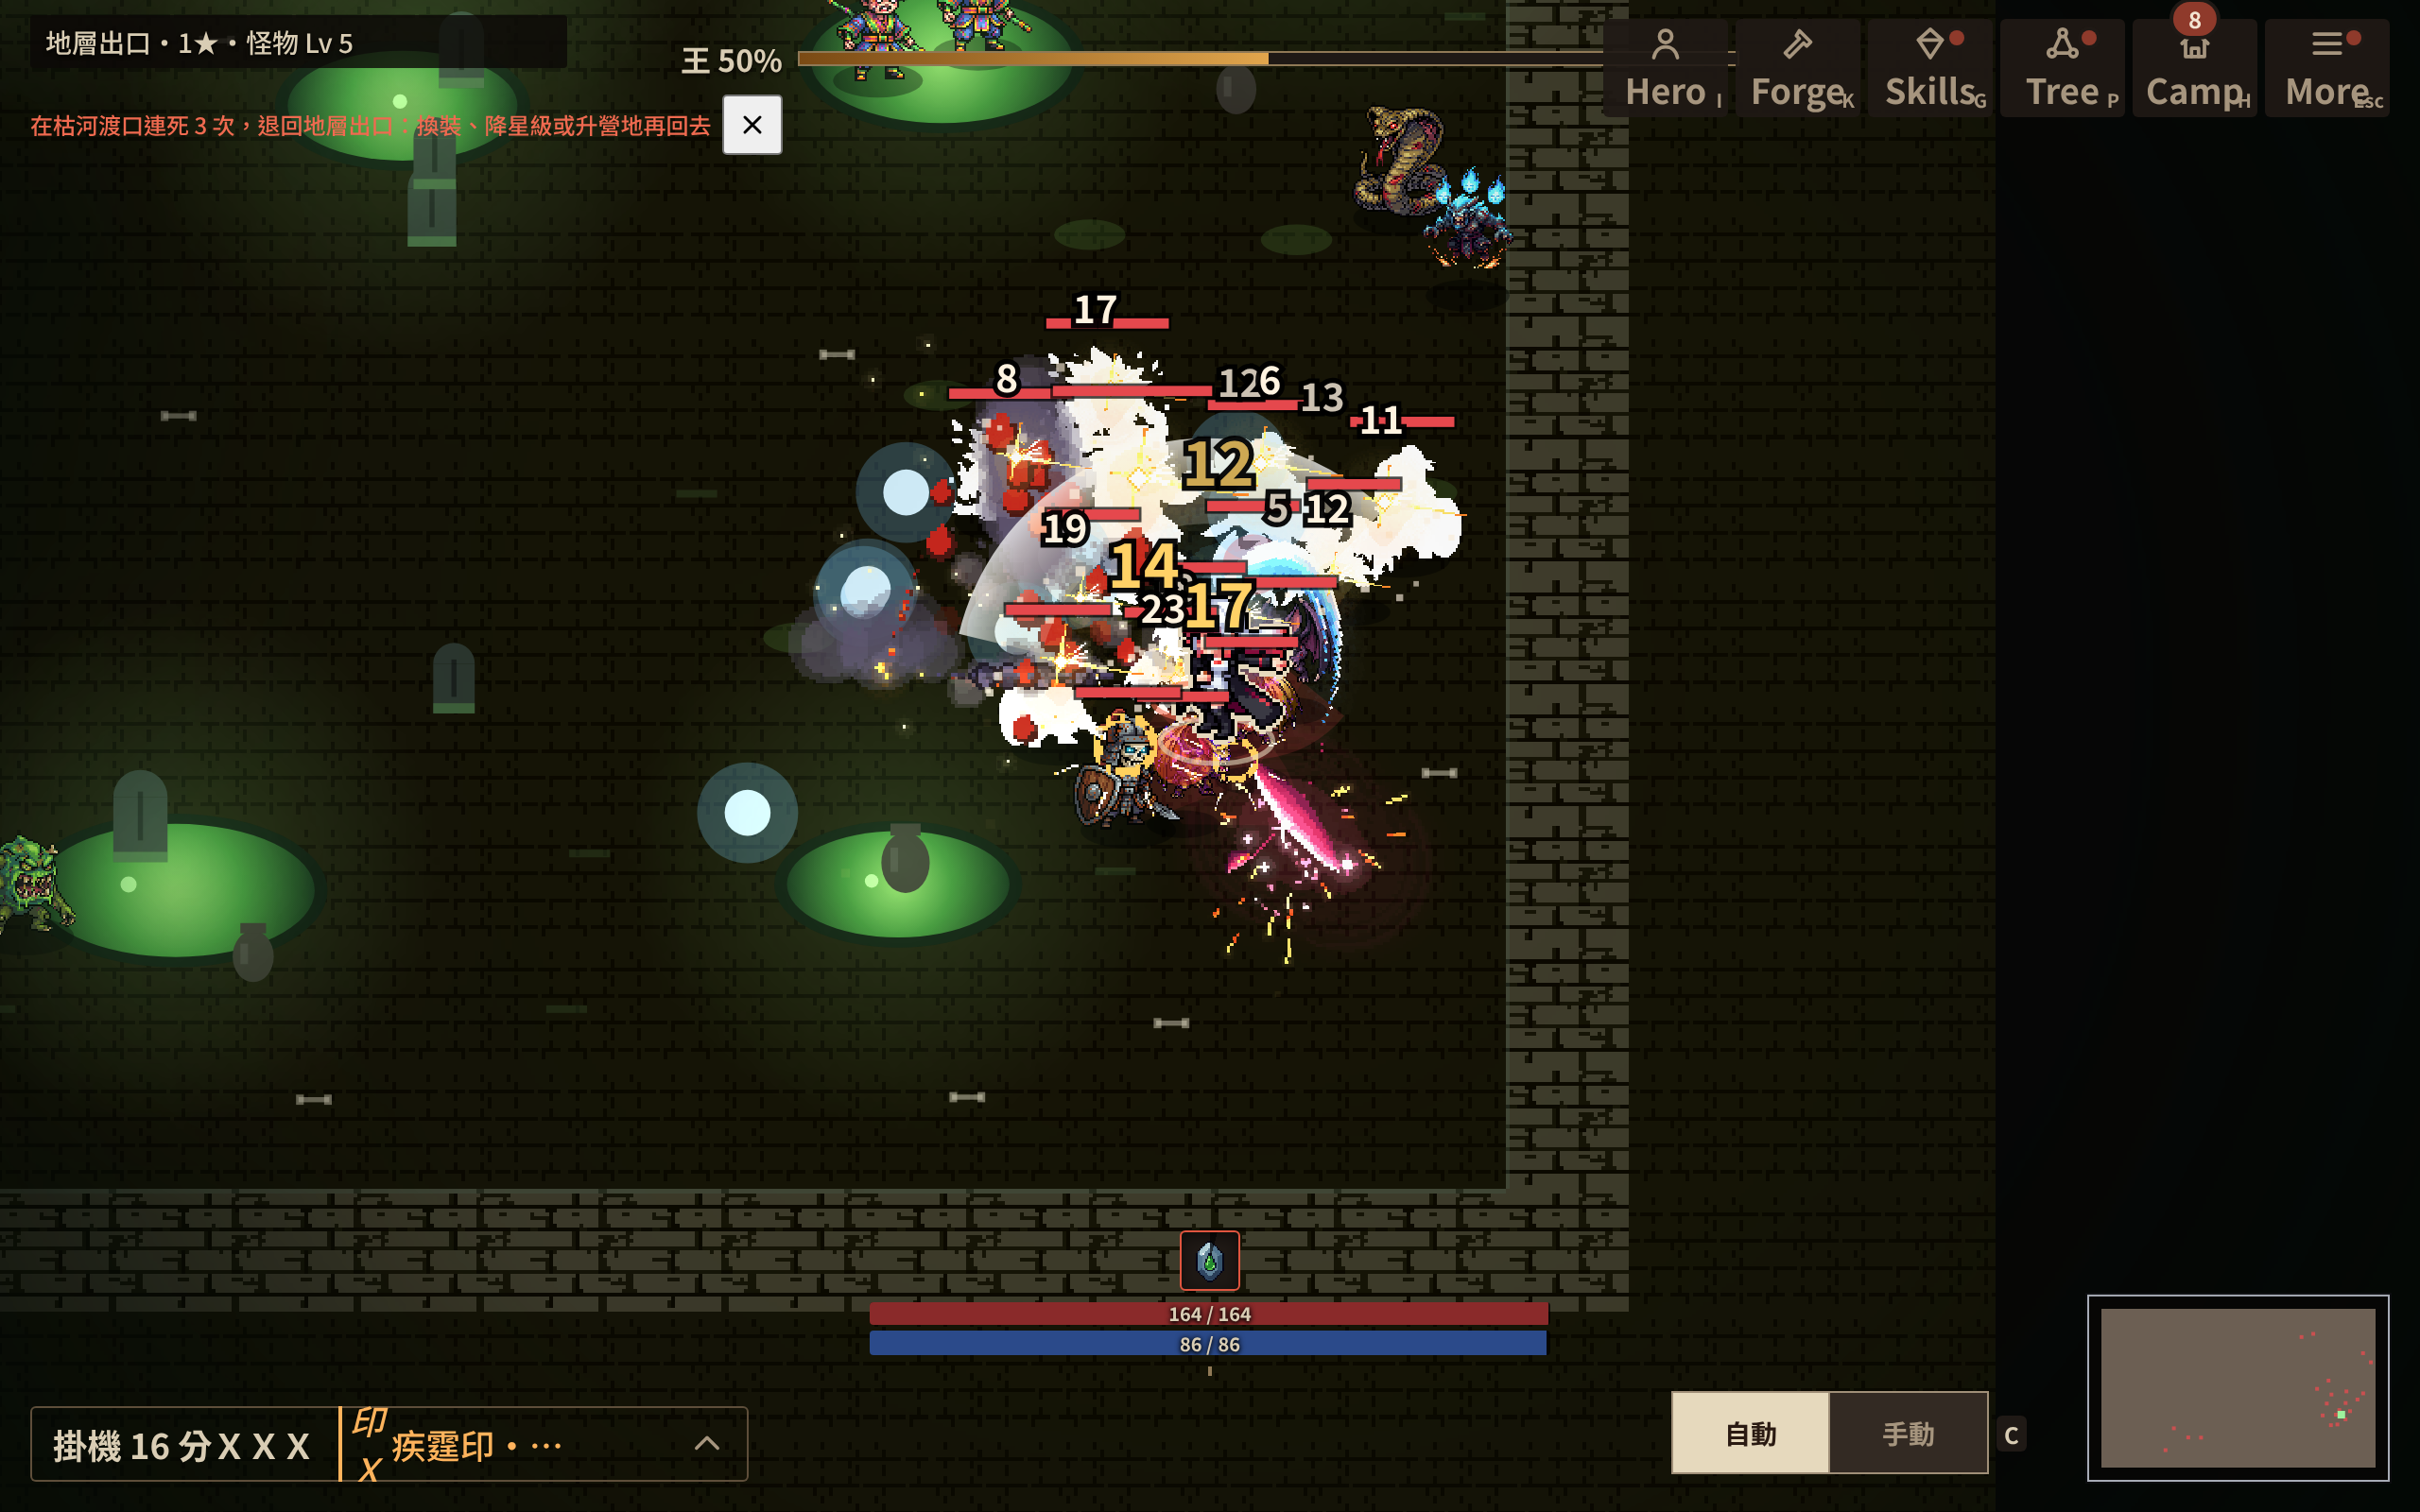 地層出口・1★・怪物 Lv 5
王 50%
8
Hero I
Forge K
Skills G
Tree P
Camp H
More Esc
在枯河渡口連死 3 次，退回地層出口：換裝、降星級或升營地再回去
17
8
12
6
13
11
12
5
12
19
14
23
17
164 / 164
86 / 86
掛機 16 分 X X X
印 X
疾霆印・…
自動
手動
C